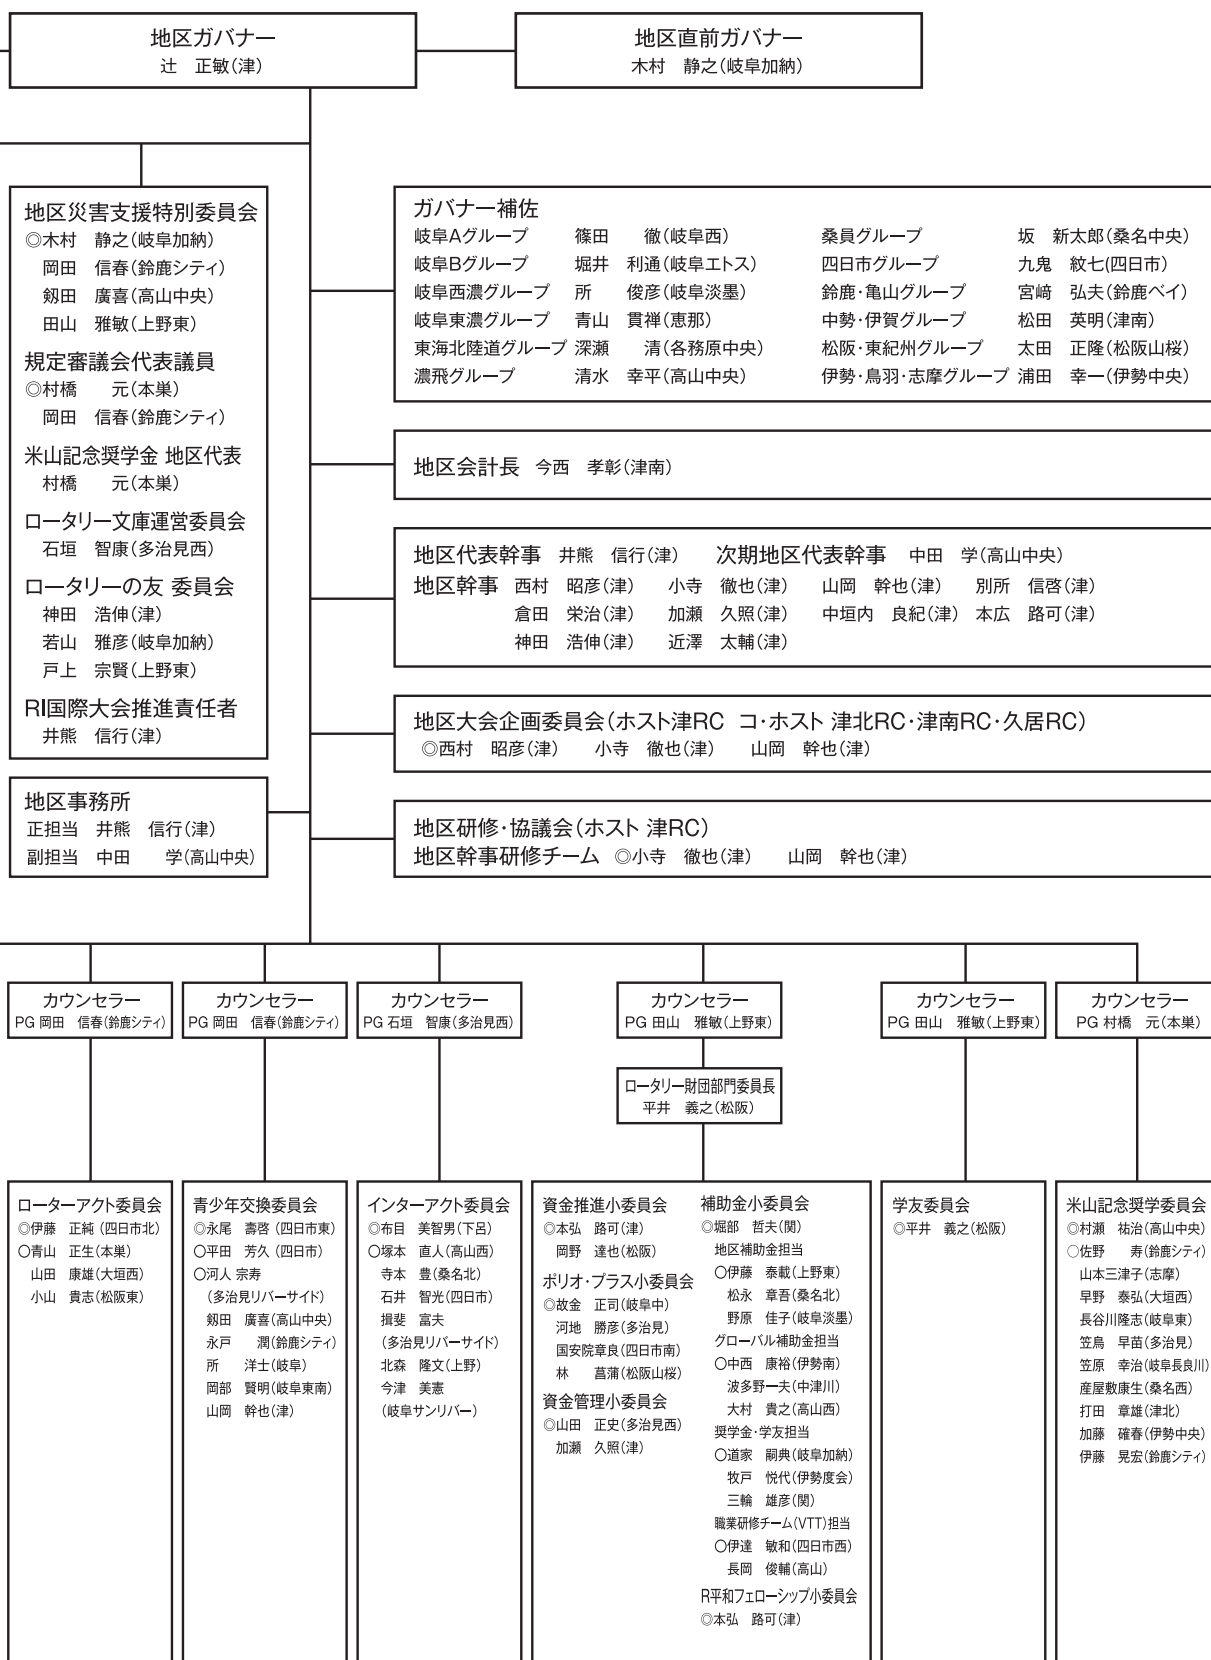 地区ガバナー
辻　正敏(津)
地区直前ガバナー
木村　静之(岐阜加納)
地区災害支援特別委員会
◎木村　静之(岐阜加納)
岡田　信春(鈴鹿シティ)
剱田　廣喜(高山中央)
田山　雅敏(上野東)
規定審議会代表議員
◎村橋　　元(本巣)
岡田　信春(鈴鹿シティ)
米山記念奨学金 地区代表
村橋　　元(本巣)
ロータリー文庫運営委員会
石垣　智康(多治見西)
ロータリーの友 委員会
神田　浩伸(津)
若山　雅彦(岐阜加納)
戸上　宗賢(上野東)
RI国際大会推進責任者
井熊　信行(津)
地区事務所
正担当　井熊　信行(津)
副担当　中田　　学(高山中央)
ガバナー補佐
岐阜Aグループ　篠田　　徹(岐阜西)　桑員グループ　坂　新太郎(桑名中央)
岐阜Bグループ　堀井　利通(岐阜エトス)　四日市グループ　九鬼　紋七(四日市)
岐阜西濃グループ　所　　俊彦(岐阜淡墨)　鈴鹿・亀山グループ　宮﨑　弘夫(鈴鹿ベイ)
岐阜東濃グループ　青山　貫禅(恵那)　中勢・伊賀グループ　松田　英明(津南)
東海北陸道グループ　深瀬　　清(各務原中央)　松阪・東紀州グループ　太田　正隆(松阪山桜)
濃飛グループ　清水　幸平(高山中央)　伊勢・鳥羽・志摩グループ　浦田　幸一(伊勢中央)
地区会計長　今西　孝彰(津南)
地区代表幹事　井熊　信行(津)　次期地区代表幹事　中田　学(高山中央)
地区幹事　西村　昭彦(津)　小寺　徹也(津)　山岡　幹也(津)　別所　信啓(津)
倉田　栄治(津)　加瀬　久照(津)　中垣内　良紀(津)　本広　路可(津)
神田　浩伸(津)　近澤　太輔(津)
地区大会企画委員会(ホスト津RC　コ・ホスト 津北RC・津南RC・久居RC)
◎西村　昭彦(津)　小寺　徹也(津)　山岡　幹也(津)
地区研修・協議会(ホスト 津RC)
地区幹事研修チーム　◎小寺　徹也(津)　山岡　幹也(津)
カウンセラー
PG 岡田　信春(鈴鹿シティ)
カウンセラー
PG 岡田　信春(鈴鹿シティ)
カウンセラー
PG 石垣　智康(多治見西)
カウンセラー
PG 田山　雅敏(上野東)
カウンセラー
PG 田山　雅敏(上野東)
カウンセラー
PG 村橋　元(本巣)
ロータリー財団部門委員長
平井　義之(松阪)
ローターアクト委員会
◎伊藤　正純(四日市北)
○青山　正生(本巣)
山田　康雄(大垣西)
小山　貴志(松阪東)
青少年交換委員会
◎永尾　壽啓(四日市東)
○平田　芳久(四日市)
○河人 宗寿
(多治見リバーサイド)
剱田　廣喜(高山中央)
永戸　　潤(鈴鹿シティ)
所　　洋士(岐阜)
岡部　賢明(岐阜東南)
山岡　幹也(津)
インターアクト委員会
◎布目　美智男(下呂)
○塚本　直人(高山西)
寺本　豊(桑名北)
石井　智光(四日市)
揖斐　富夫
(多治見リバーサイド)
北森　隆文(上野)
今津　美憲
(岐阜サンリバー)
資金推進小委員会
◎本弘　路可(津)
岡野　達也(松阪)
ポリオ・プラス小委員会
◎故金　正司(岐阜中)
河地　勝彦(多治見)
国安院章良(四日市南)
林　　菖蒲(松阪山桜)
資金管理小委員会
◎山田　正史(多治見西)
加瀬　久照(津)
補助金小委員会
◎堀部　哲夫(関)
地区補助金担当
○伊藤　泰載(上野東)
松永　章吾(桑名北)
野原　佳子(岐阜淡墨)
グローバル補助金担当
○中西　康裕(伊勢南)
波多野一夫(中津川)
大村　貴之(高山西)
奨学金・学友担当
○道家　嗣典(岐阜加納)
牧戸　悦代(伊勢度会)
三輪　雄彦(関)
職業研修チーム(VTT)担当
○伊達　敏和(四日市西)
長岡　俊輔(高山)
R平和フェローシップ小委員会
◎本弘　路可(津)
学友委員会
◎平井　義之(松阪)
米山記念奨学委員会
◎村瀬　祐治(高山中央)
○佐野　　寿(鈴鹿シティ)
山本三津子(志摩)
早野　泰弘(大垣西)
長谷川隆志(岐阜東)
笠鳥　早苗(多治見)
笠原　幸治(岐阜長良川)
産屋敷康生(桑名西)
打田　章雄(津北)
加藤　確春(伊勢中央)
伊藤　晃宏(鈴鹿シティ)